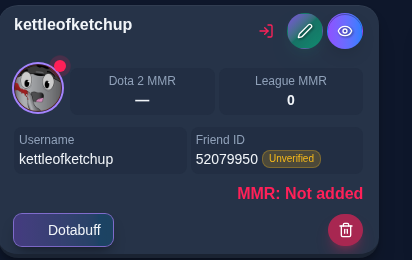 kettleofketchup
Dota 2 MMR
—
League MMR
0
Username
kettleofketchup
Friend ID
52079950 Unverified
MMR: Not added
Dotabuff